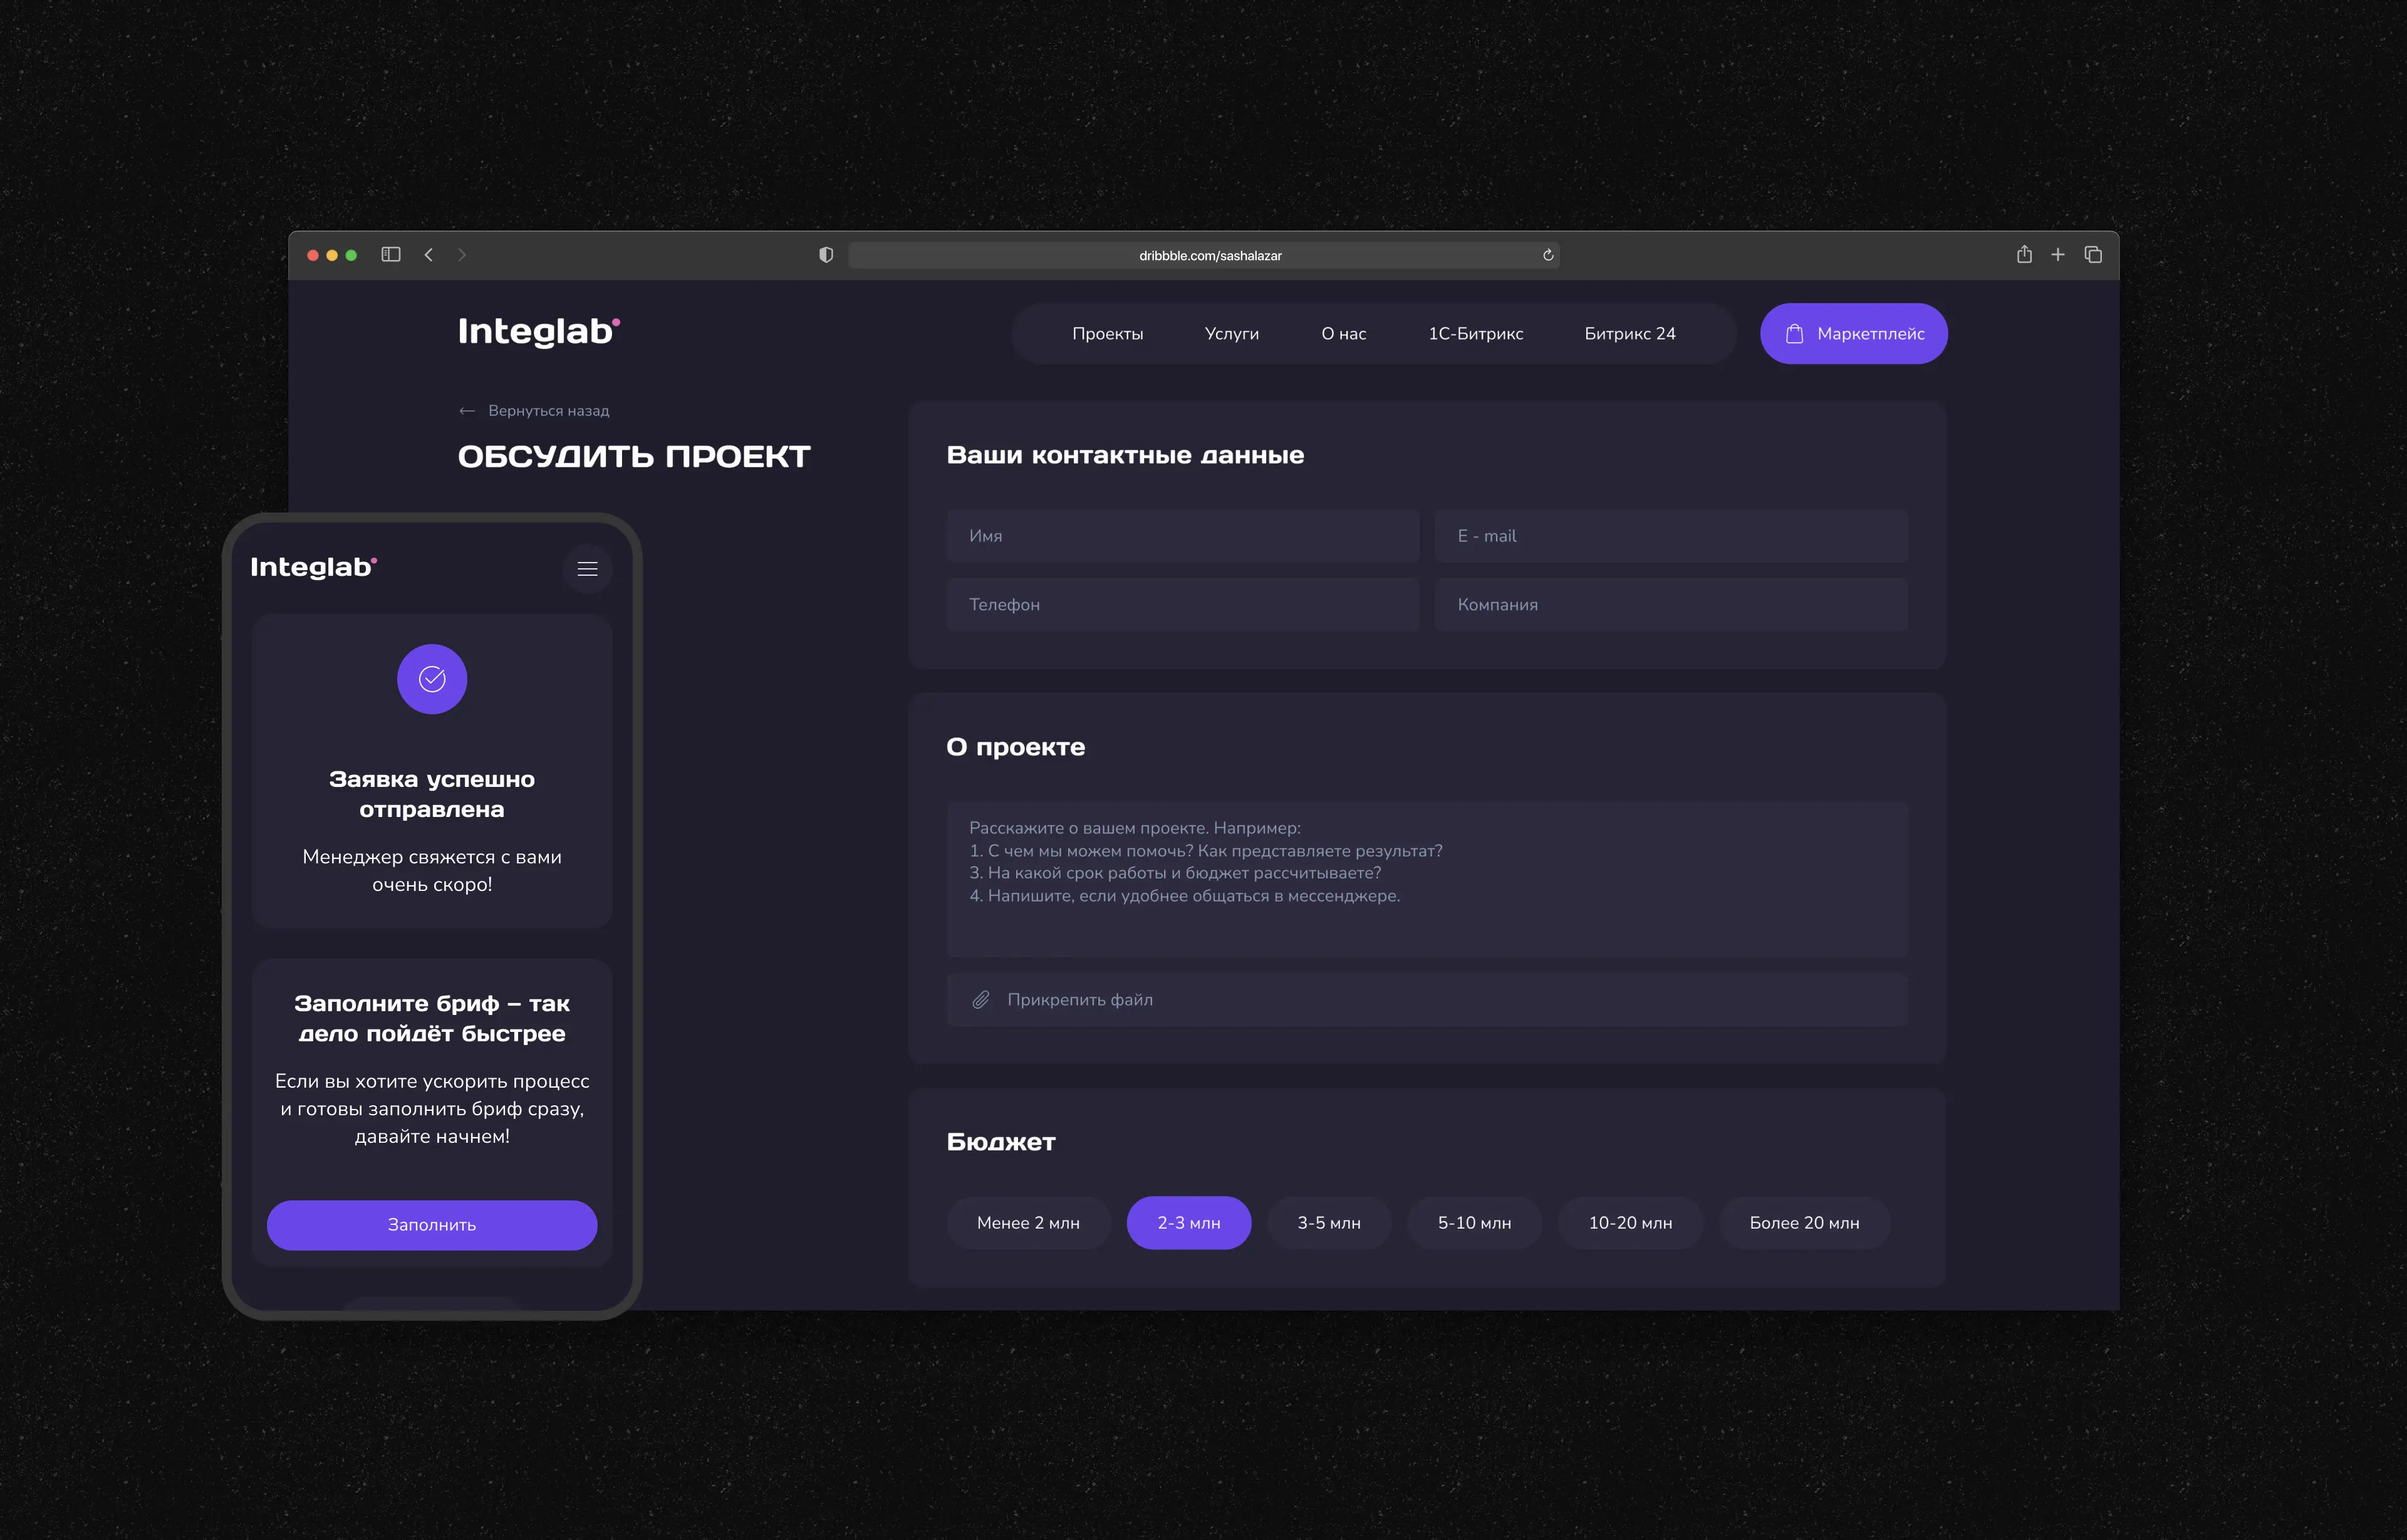 dribbble.com/sashalazar
Integlab
Проекты
Услуги
О нас
1С-Битрикс
Битрикс 24
Маркетплейс
Вернуться назад
ОБСУДИТЬ ПРОЕКТ
Ваши контактные данные
Имя
E - mail
Телефон
Компания
О проекте
Расскажите о вашем проекте. Например:
1. С чем мы можем помочь? Как представляете результат?
3. На какой срок работы и бюджет рассчитываете?
4. Напишите, если удобнее общаться в мессенджере.
Прикрепить файл
Бюджет
Менее 2 млн
2-3 млн
3-5 млн
5-10 млн
10-20 млн
Более 20 млн
Integlab
Заявка успешно
отправлена
Менеджер свяжется с вами
очень скоро!
Заполните бриф – так
дело пойдёт быстрее
Если вы хотите ускорить процесс
и готовы заполнить бриф сразу,
давайте начнем!
Заполнить